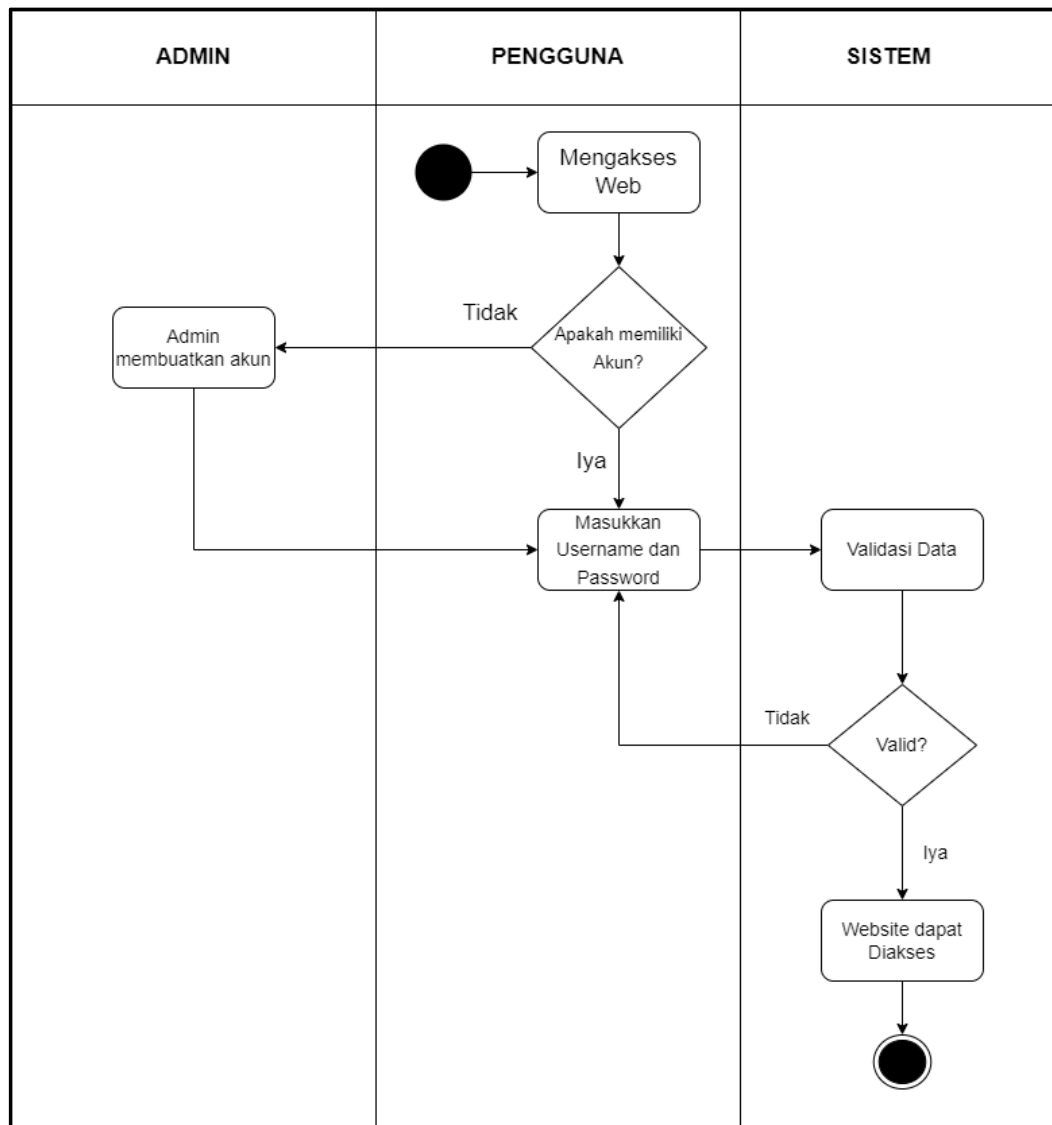 ADMIN
PENGGUNA
SISTEM
Mengakses
Web
Tidak
Apakah memiliki
Akun?
Admin
membuatkan akun
Iya
Masukkan
Username dan
Password
Validasi Data
Tidak
Valid?
Iya
Website dapat
Diakses